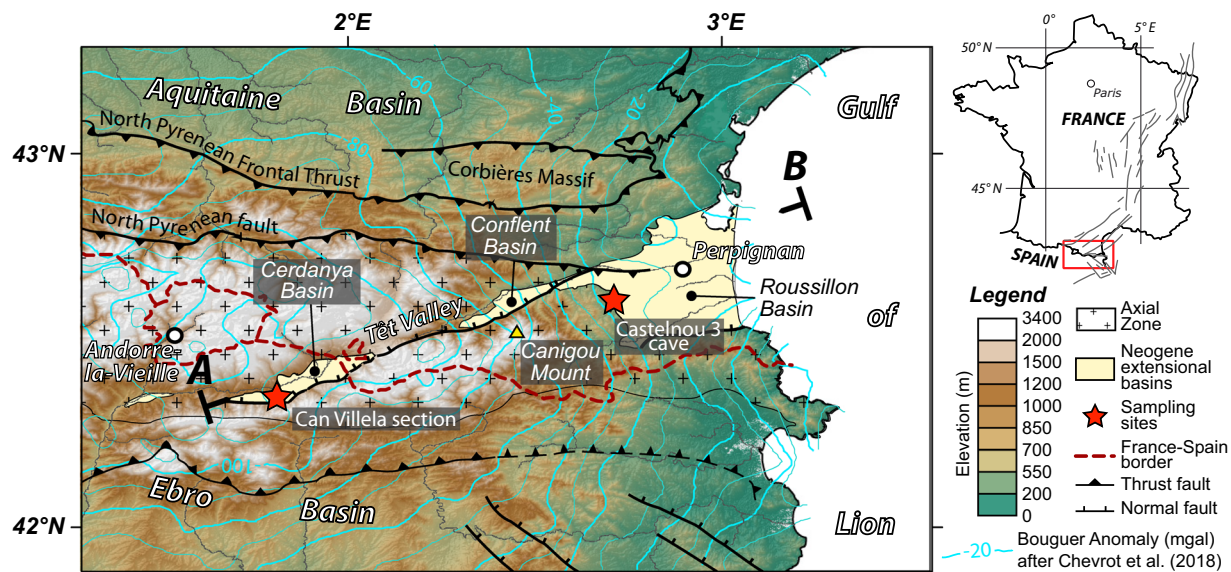 2°E
3°E
Aquitaine Basin
60
-40
-20
Gulf
43°N
North Pyrenean Frontal Thrust
80
Corbières Massif
B
North Pyrenean fault
Conflent
Basin
Perpignan
Cerdanya
Basin
Roussillon
Basin
Têt Valley
of
Castelnou 3
cave
Andorre-
la-Vieille
Canigou
Mount
A
Can Villela section
100
Ebro Basin
42°N
Lion
0°
5°E
50°N
Paris
FRANCE
45°N
SPAIN
Legend
Elevation (m)
3400
2000
1500
1200
1000
850
700
550
200
0
Axial
Zone
Neogene
extensional
basins
Sampling
sites
France-Spain
border
Thrust fault
Normal fault
-20
Bouguer Anomaly (mgal)
after Chevrot et al. (2018)